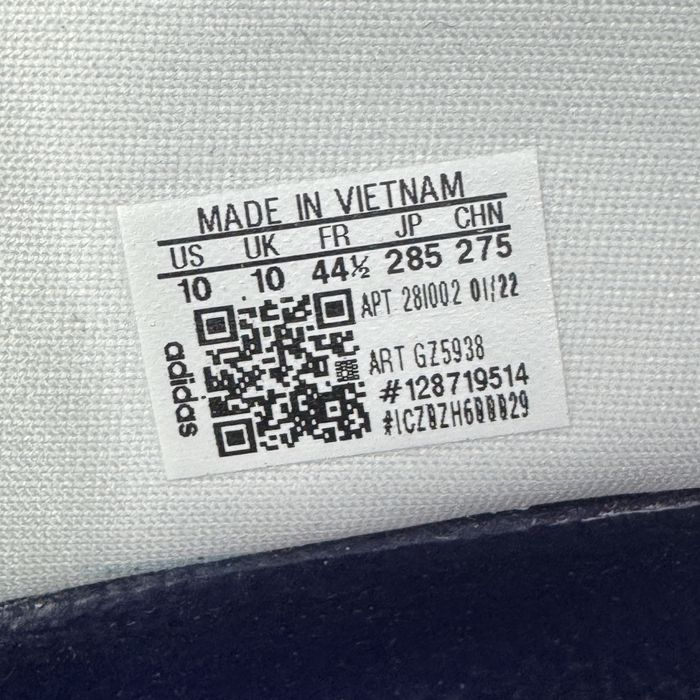 MADE IN VIETNAM
US UK FR JP CHN
10 10 44½ 285 275
APT 281002 01/22
adidas
ART GZ5938
#128719514